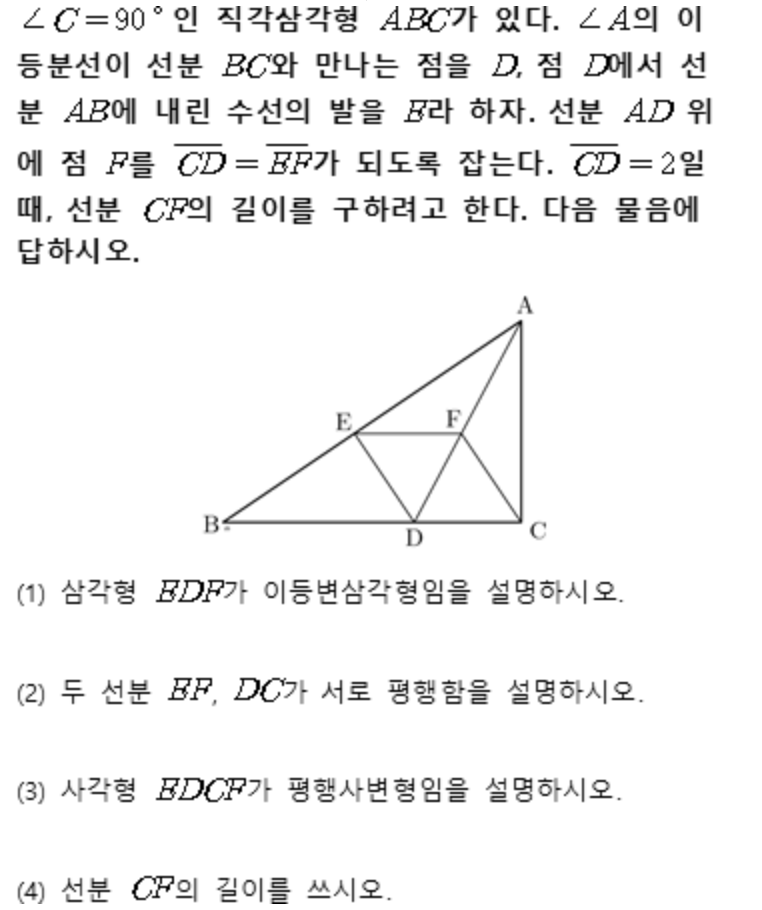 ∠C=90°인 직각삼각형 ABC가 있다. ∠A의 이
등분선이 선분 BC와 만나는 점을 D, 점 D에서 선
분 AB에 내린 수선의 발을 E라 하자. 선분 AD 위
에 점 F를 \overline{CD}=\overline{EF}가 되도록 잡는다. \overline{CD}=2일
때, 선분 CF의 길이를 구하려고 한다. 다음 물음에
답하시오.
A
E
F
B
D
C
(1) 삼각형 EDF가 이등변삼각형임을 설명하시오.
(2) 두 선분 EF, DC가 서로 평행함을 설명하시오.
(3) 사각형 EDCF가 평행사변형임을 설명하시오.
(4) 선분 CF의 길이를 쓰시오.